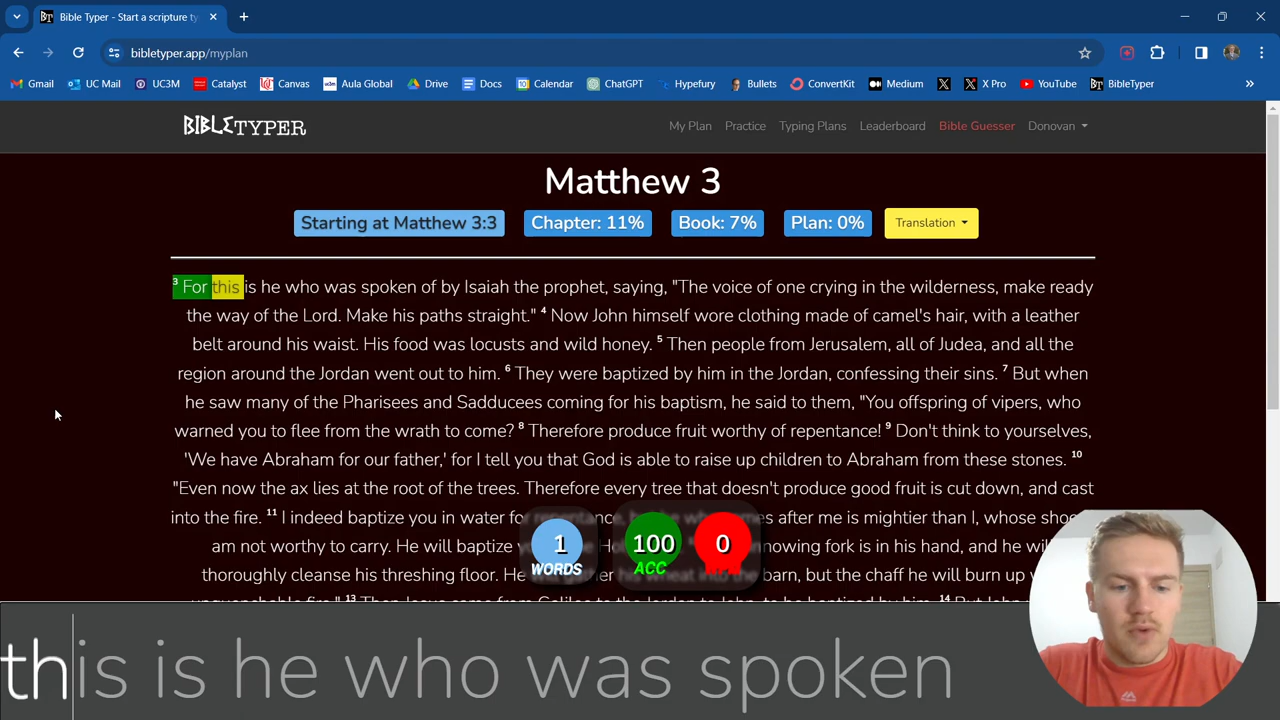 Bible Typer - Start a scripture ty
bibletyper.app/myplan
Gmail UC Mail UC3M Catalyst Canvas Aula Global Drive Docs Calendar ChatGPT Hypefury Bullets ConvertKit Medium X X Pro YouTube BibleTyper
BIBLETYPER My Plan Practice Typing Plans Leaderboard Bible Guesser Donovan
Matthew 3
Starting at Matthew 3:3 Chapter: 11% Book: 7% Plan: 0% Translation
3 For this is he who was spoken of by Isaiah the prophet, saying, "The voice of one crying in the wilderness, make ready
the way of the Lord. Make his paths straight." 4 Now John himself wore clothing made of camel's hair, with a leather
belt around his waist. His food was locusts and wild honey. 5 Then people from Jerusalem, all of Judea, and all the
region around the Jordan went out to him. 6 They were baptized by him in the Jordan, confessing their sins. 7 But when
he saw many of the Pharisees and Sadducees coming for his baptism, he said to them, "You offspring of vipers, who
warned you to flee from the wrath to come? 8 Therefore produce fruit worthy of repentance! 9 Don't think to yourselves,
'We have Abraham for our father,' for I tell you that God is able to raise up children to Abraham from these stones. 10
"Even now the ax lies at the root of the trees. Therefore every tree that doesn't produce good fruit is cut down, and cast
into the fire. 11 I indeed baptize you in water for repentance, after me is mightier than I, whose
am not worthy to carry. He will baptize fork is in his hand, and he
thoroughly cleanse his threshing floor. He the barn, but the chaff he will burn up
1 WORDS 100 ACC 0
this is he who was spoken